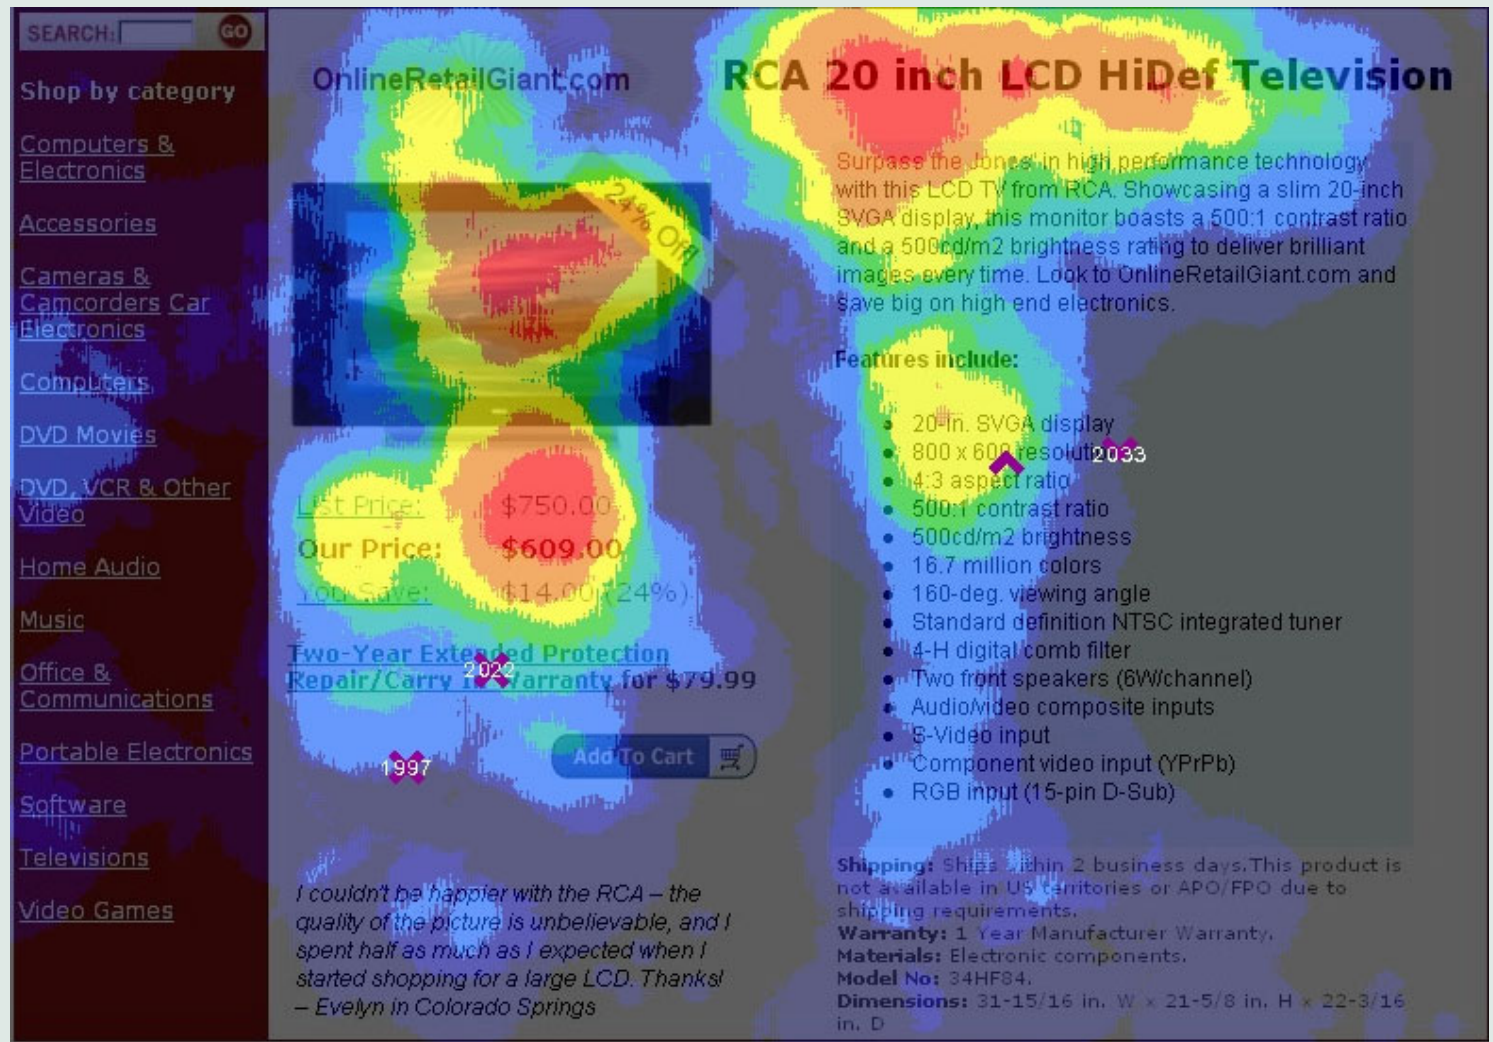 SEARCH: GO
Shop by category
Computers &
Electronics
Accessories
Cameras &
Camcorders Car
Electronics
Computers
DVD Movies
DVD, VCR & Other
Video
Home Audio
Music
Office &
Communications
Portable Electronics
Software
Televisions
Video Games
OnlineRetailGiant.com
24% Off!
List Price: $750.00
Our Price: $609.00
You Save: $14.00 (24%)
Two-Year Extended Protection
Repair/Carry In Warranty for $79.99
2022
1997
Add To Cart
I couldn't be happier with the RCA – the
quality of the picture is unbelievable, and I
spent half as much as I expected when I
started shopping for a large LCD. Thanks!
– Evelyn in Colorado Springs
RCA 20 inch LCD HiDef Television
Surpass the Jones' in high performance technology
with this LCD TV from RCA. Showcasing a slim 20-inch
SVGA display, this monitor boasts a 500:1 contrast ratio
and a 500cd/m2 brightness rating to deliver brilliant
images every time. Look to OnlineRetailGiant.com and
save big on high end electronics.
Features include:
• 20-in. SVGA display
• 800 x 600 resolution
2033
• 4:3 aspect ratio
• 500:1 contrast ratio
• 500cd/m2 brightness
• 16.7 million colors
• 160-deg. viewing angle
• Standard definition NTSC integrated tuner
• 4-H digital comb filter
• Two front speakers (6W/channel)
• Audio/video composite inputs
• S-Video input
• Component video input (YPrPb)
• RGB input (15-pin D-Sub)
Shipping: Ships within 2 business days.This product is
not available in US territories or APO/FPO due to
shipping requirements.
Warranty: 1 Year Manufacturer Warranty.
Materials: Electronic components.
Model No: 34HF84.
Dimensions: 31-15/16 in. W x 21-5/8 in. H x 22-3/16
in. D